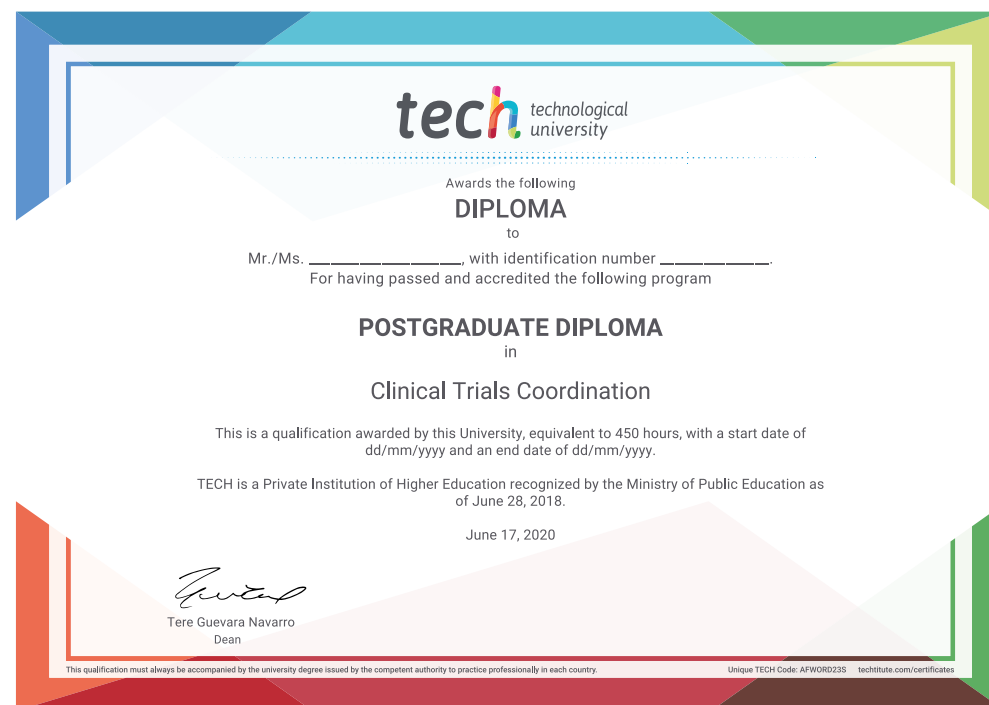 tech technological
university
Awards the following
DIPLOMA
to
Mr./Ms. ____________________, with identification number ______________.
For having passed and accredited the following program
POSTGRADUATE DIPLOMA
in
Clinical Trials Coordination
This is a qualification awarded by this University, equivalent to 450 hours, with a start date of
dd/mm/yyyy and an end date of dd/mm/yyyy.
TECH is a Private Institution of Higher Education recognized by the Ministry of Public Education as
of June 28, 2018.
June 17, 2020
Tere Guevara Navarro
Dean
This qualification must always be accompanied by the university degree issued by the competent authority to practice professionally in each country.
Unique TECH Code: AFWORD23S techtitute.com/certificates